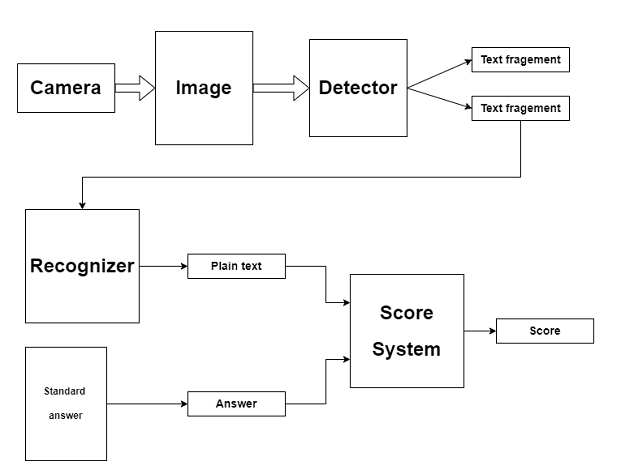 Camera
Image
Detector
Text fragement
Text fragement
Recognizer
Plain text
Score
System
Score
Standard
answer
Answer